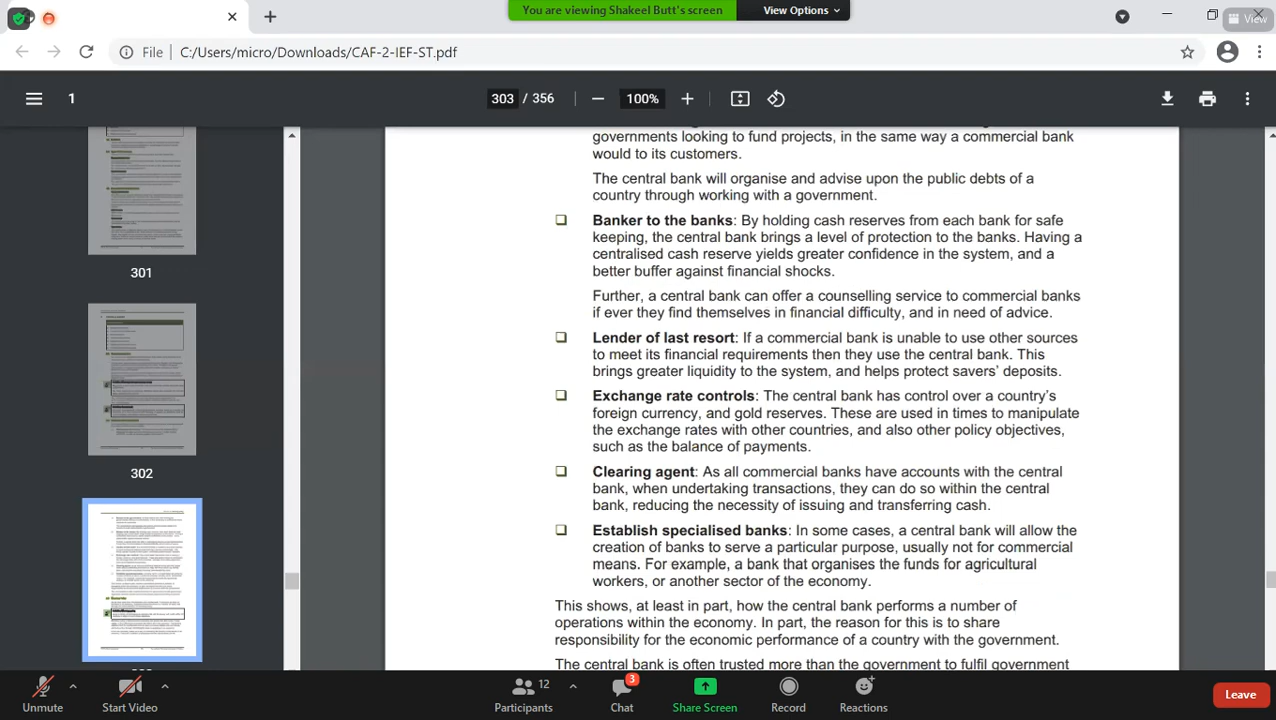 You are viewing Shakeel Butt's screen View Options
View
File C:/Users/micro/Downloads/CAF-2-IEF-ST.pdf
1 303 / 356 100%
301
302
governments looking to fund projects, in the same way a commercial bank
would to its customers.
The central bank will organise and advise upon the public debts of a
country through working with a government.
Banker to the banks: By holding cash reserves from each bank for safe
keeping, the central bank brings a level of protection to the banks. Having a
centralised cash reserve yields greater confidence in the system, and a
better buffer against financial shocks.
Further, a central bank can offer a counselling service to commercial banks
if ever they find themselves in financial difficulty, and in need of advice.
Lander of last resort: If a commercial bank is unable to use other sources
to meet its financial requirements then they use the central bank. This
brings greater liquidity to the system, and helps protect savers' deposits.
Exchange rate controls: The central bank has control over a country's
foreign currency, and gold reserves. These are used in times to manipulate
the exchange rates with other countries, and also other policy objectives,
such as the balance of payments.
Clearing agent: As all commercial banks have accounts with the central
bank, when undertaking transactions, they can do so within the central
bank, reducing the necessity of issuing and transferring cash.
Establish specialised banks: In some cases, a central bank will allow the
creation of banks to serve a particular purpose, usually not for commercial
means. For example, a bank that organises the funds for agricultural
workers, or another sector of the economy.
This shows, at least in part, how the central bank performs a number of
operations within the economy. In part, the reason for this is to share
responsibility for the economic performance of a country with the government.
The central bank is often trusted more than the government to fulfil government
Unmute
Start Video
12
Participants
3
Chat
Share Screen
Record
Reactions
Leave